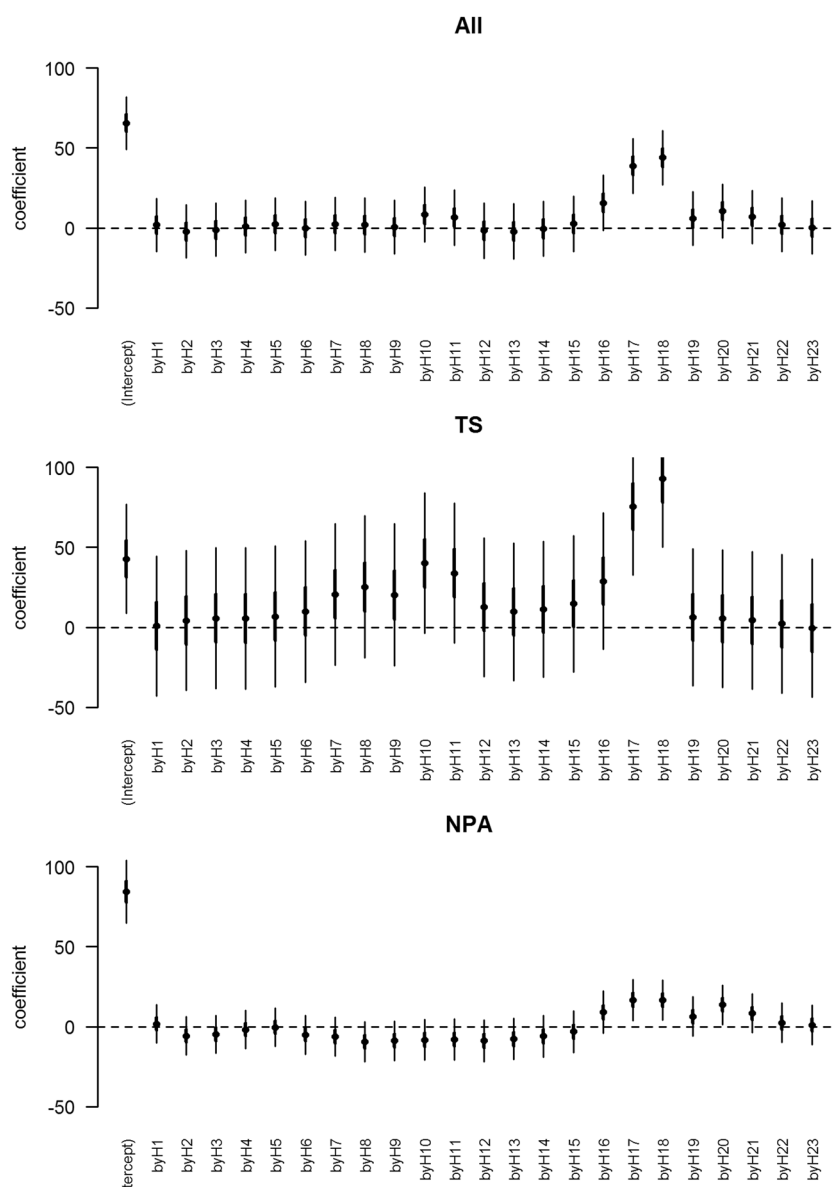 All
100
50
0
-50
coefficient
(Intercept) byH1 byH2 byH3 byH4 byH5 byH6 byH7 byH8 byH9 byH10 byH11 byH12 byH13 byH14 byH15 byH16 byH17 byH18 byH19 byH20 byH21 byH22 byH23
TS
100
50
0
-50
coefficient
(Intercept) byH1 byH2 byH3 byH4 byH5 byH6 byH7 byH8 byH9 byH10 byH11 byH12 byH13 byH14 byH15 byH16 byH17 byH18 byH19 byH20 byH21 byH22 byH23
NPA
100
50
0
-50
coefficient
ntercept) byH1 byH2 byH3 byH4 byH5 byH6 byH7 byH8 byH9 byH10 byH11 byH12 byH13 byH14 byH15 byH16 byH17 byH18 byH19 byH20 byH21 byH22 byH23